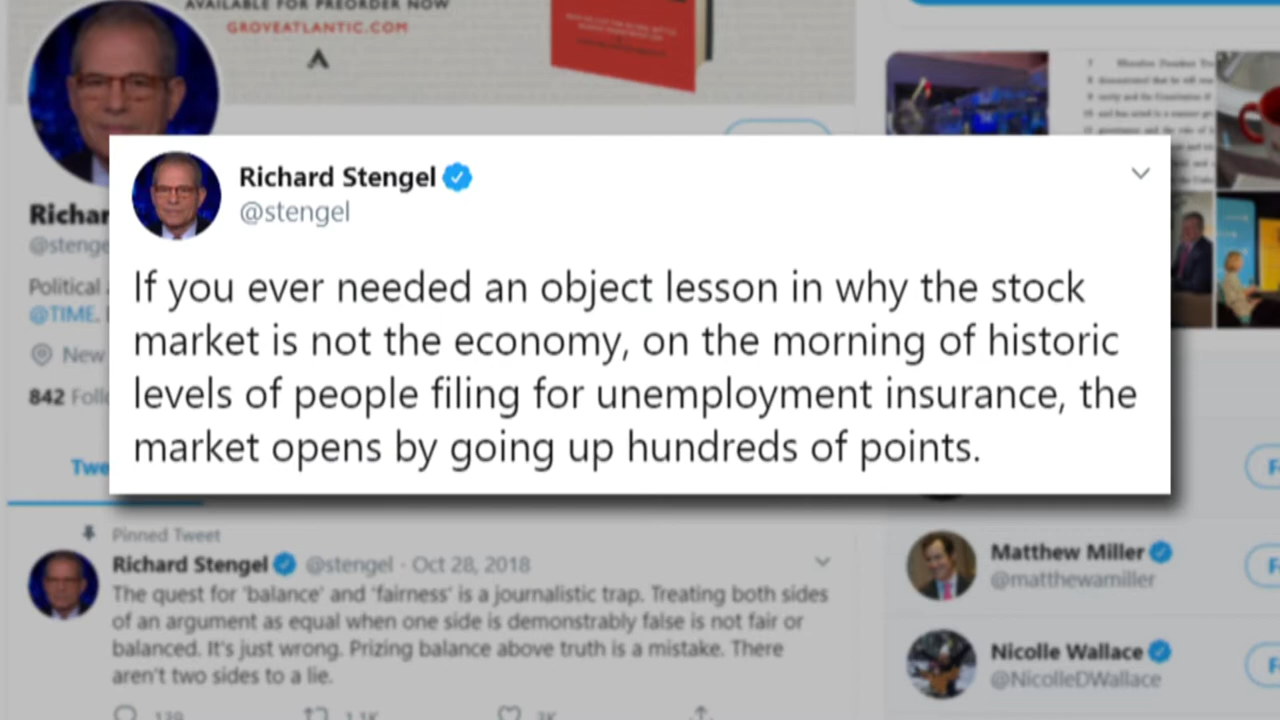 AVAILABLE FOR PREORDER NOW
GROVEATLANTIC.COM
Richard Stengel
@stengel
If you ever needed an object lesson in why the stock
market is not the economy, on the morning of historic
levels of people filing for unemployment insurance, the
market opens by going up hundreds of points.
Richar
@stenge
Political
@TIME.
New
842 Follo
Twe
Pinned Tweet
Richard Stengel @stengel · Oct 28, 2018
The quest for 'balance' and 'fairness' is a journalistic trap. Treating both sides
of an argument as equal when one side is demonstrably false is not fair or
balanced. It's just wrong. Prizing balance above truth is a mistake. There
aren't two sides to a lie.
139 1.1K 3K
Matthew Miller
@matthewamiller
Nicolle Wallace
@NicolleDWallace